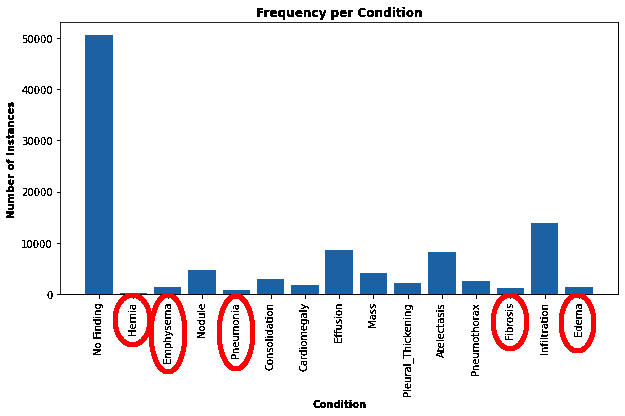 Frequency per Condition
Number of Instances
50000
40000
30000
20000
10000
0
No Finding
Hernia
Emphysema
Nodule
Pneumonia
Consolidation
Cardiomegaly
Effusion
Mass
Pleural_Thickening
Atelectasis
Pneumothorax
Fibrosis
Infiltration
Edema
Condition